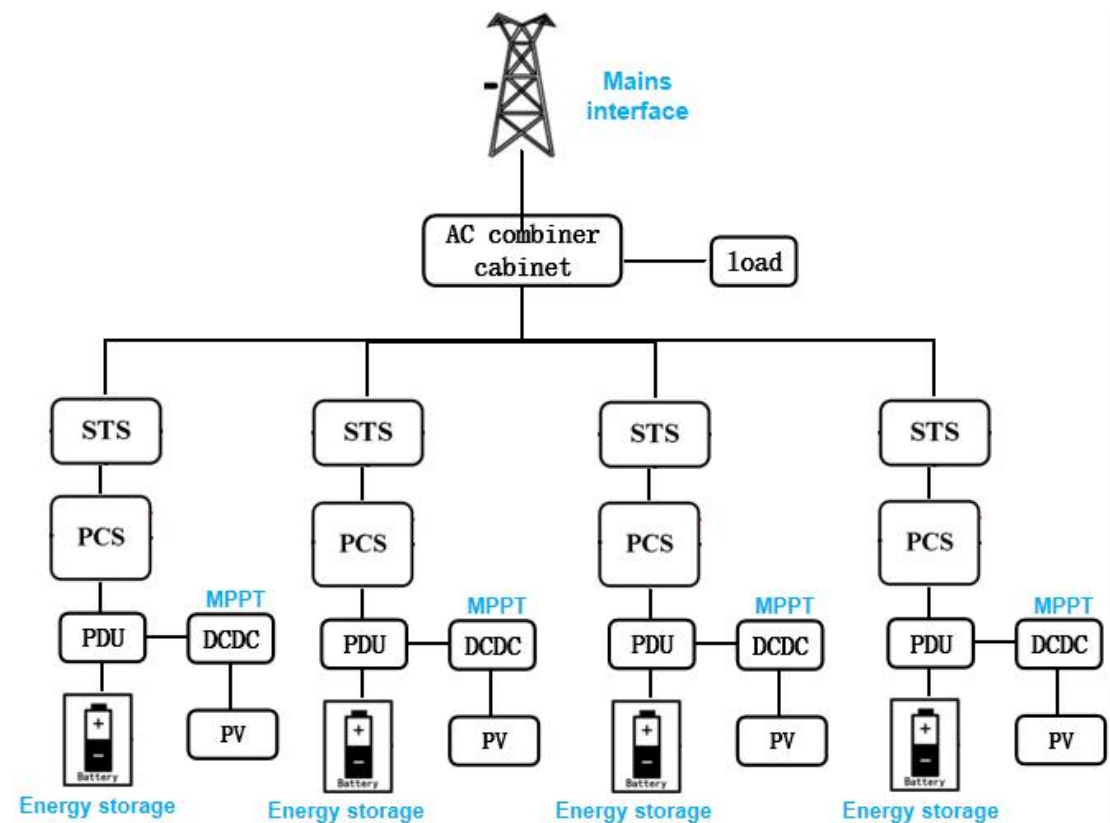 Mains
interface
AC combiner
cabinet
load
STS
STS
STS
STS
PCS
PCS
PCS
PCS
MPPT
MPPT
MPPT
MPPT
PDU
DCDC
PDU
DCDC
PDU
DCDC
PDU
DCDC
+
-
Battery
PV
+
-
Battery
PV
+
-
Battery
PV
+
-
Battery
PV
Energy storage
Energy storage
Energy storage
Energy storage